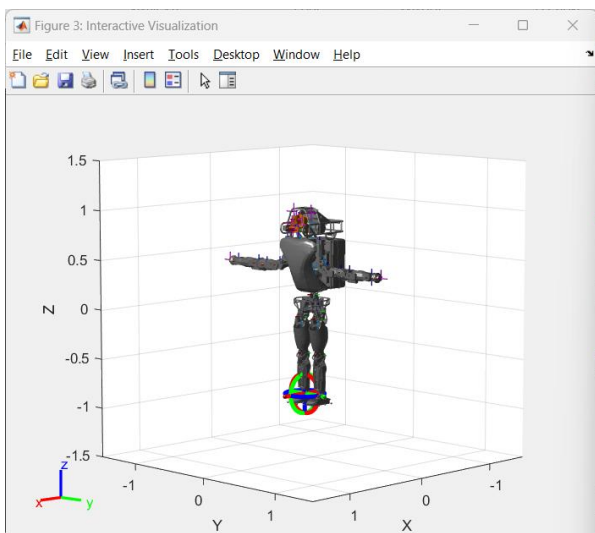 Figure 3: Interactive Visualization
File Edit View Insert Tools Desktop Window Help
1.5
1
0.5
0
-0.5
-1
-1.5
Z
-1
0
1
Y
1
0
-1
X
z
x
y